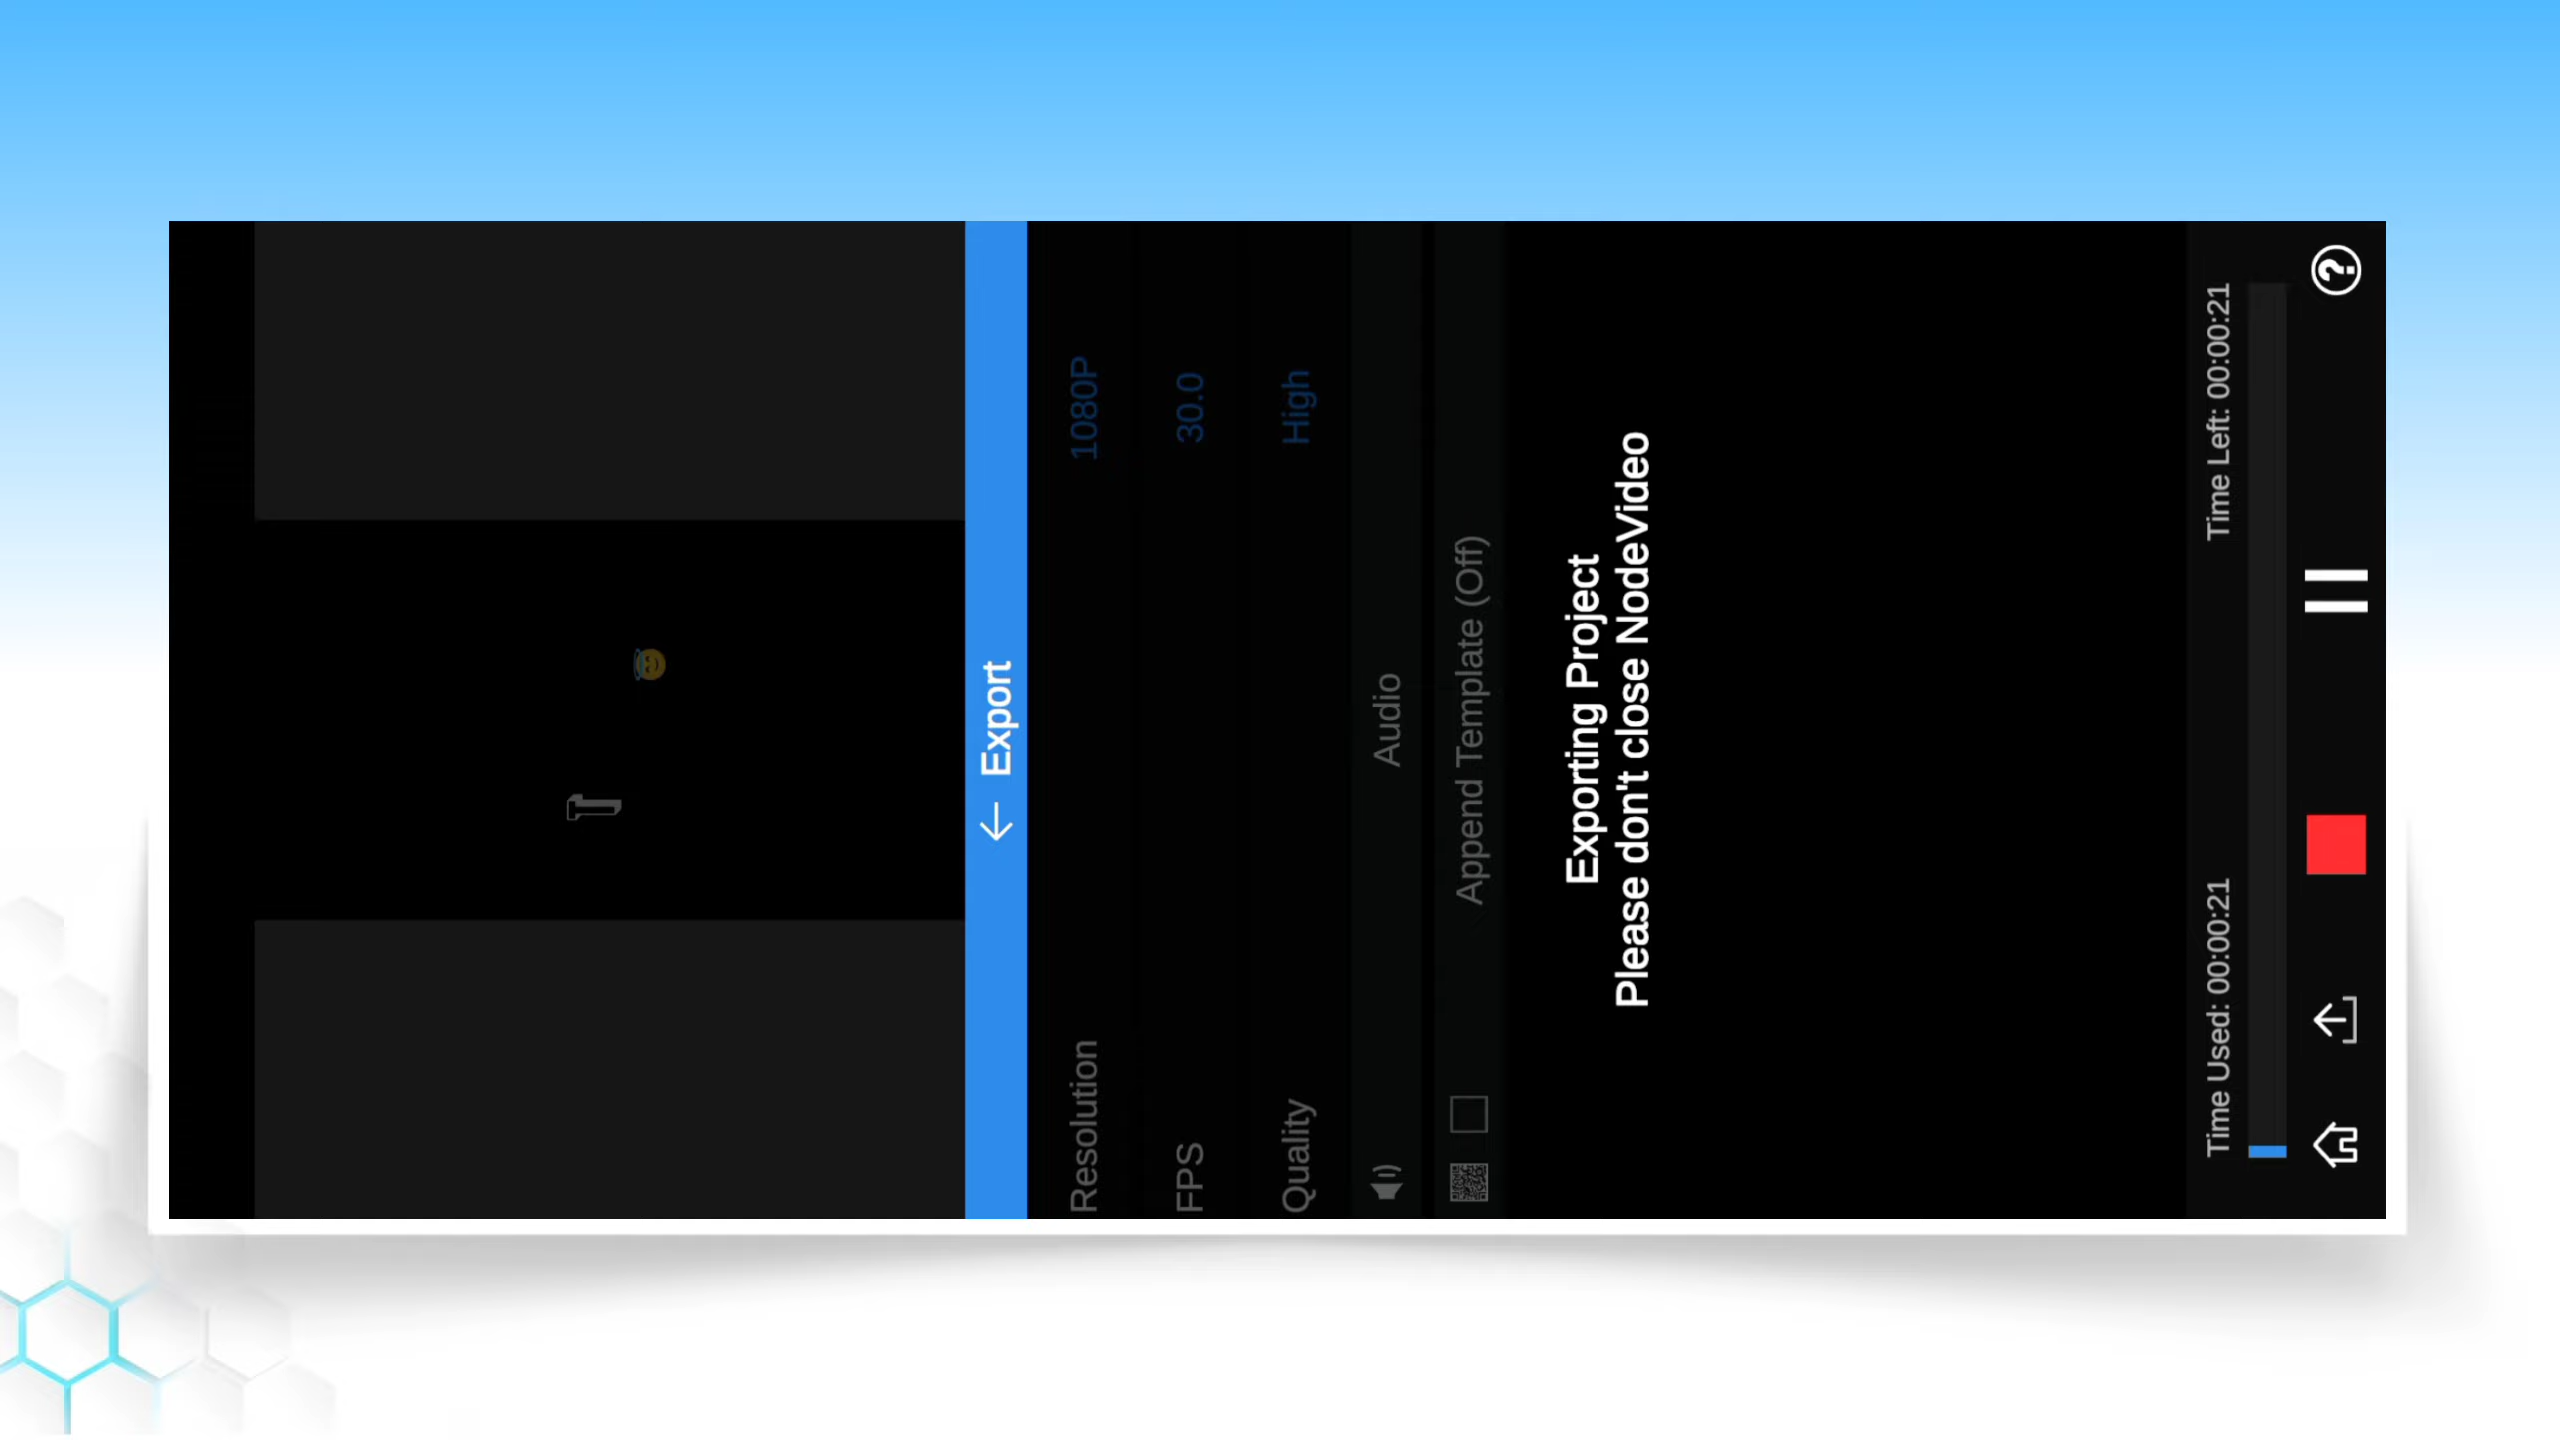 Export
Resolution 1080P
FPS 30.0
Quality High
Audio
Append Template (Off)
Exporting Project
Please don't close NodeVideo
Time Used: 00:00:21 Time Left: 00:00:21